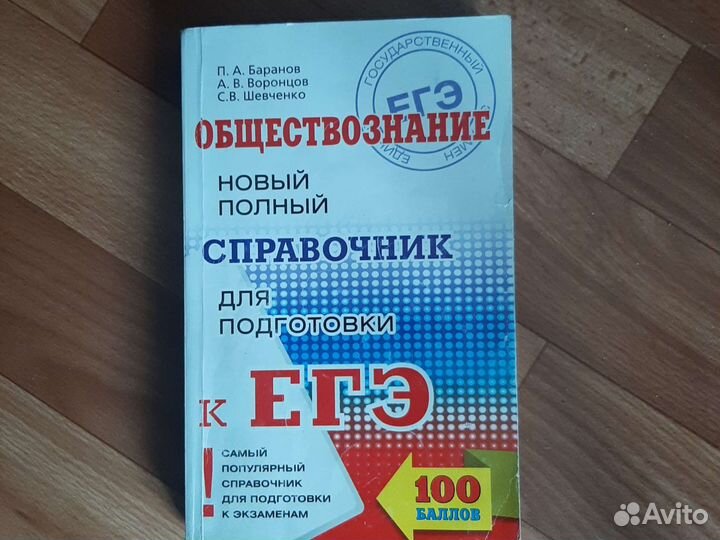 П. А. Баранов
А. В. Воронцов
С. В. Шевченко
ГОСУДАРСТВЕННЫЙ
ЕГЭ
ОБЩЕСТВОЗНАНИЕ
НОВЫЙ
ПОЛНЫЙ
СПРАВОЧНИК
ДЛЯ
ПОДГОТОВКИ
К ЕГЭ
!
САМЫЙ
ПОПУЛЯРНЫЙ
СПРАВОЧНИК
ДЛЯ ПОДГОТОВКИ
К ЭКЗАМЕНАМ
100
БАЛЛОВ
Avito